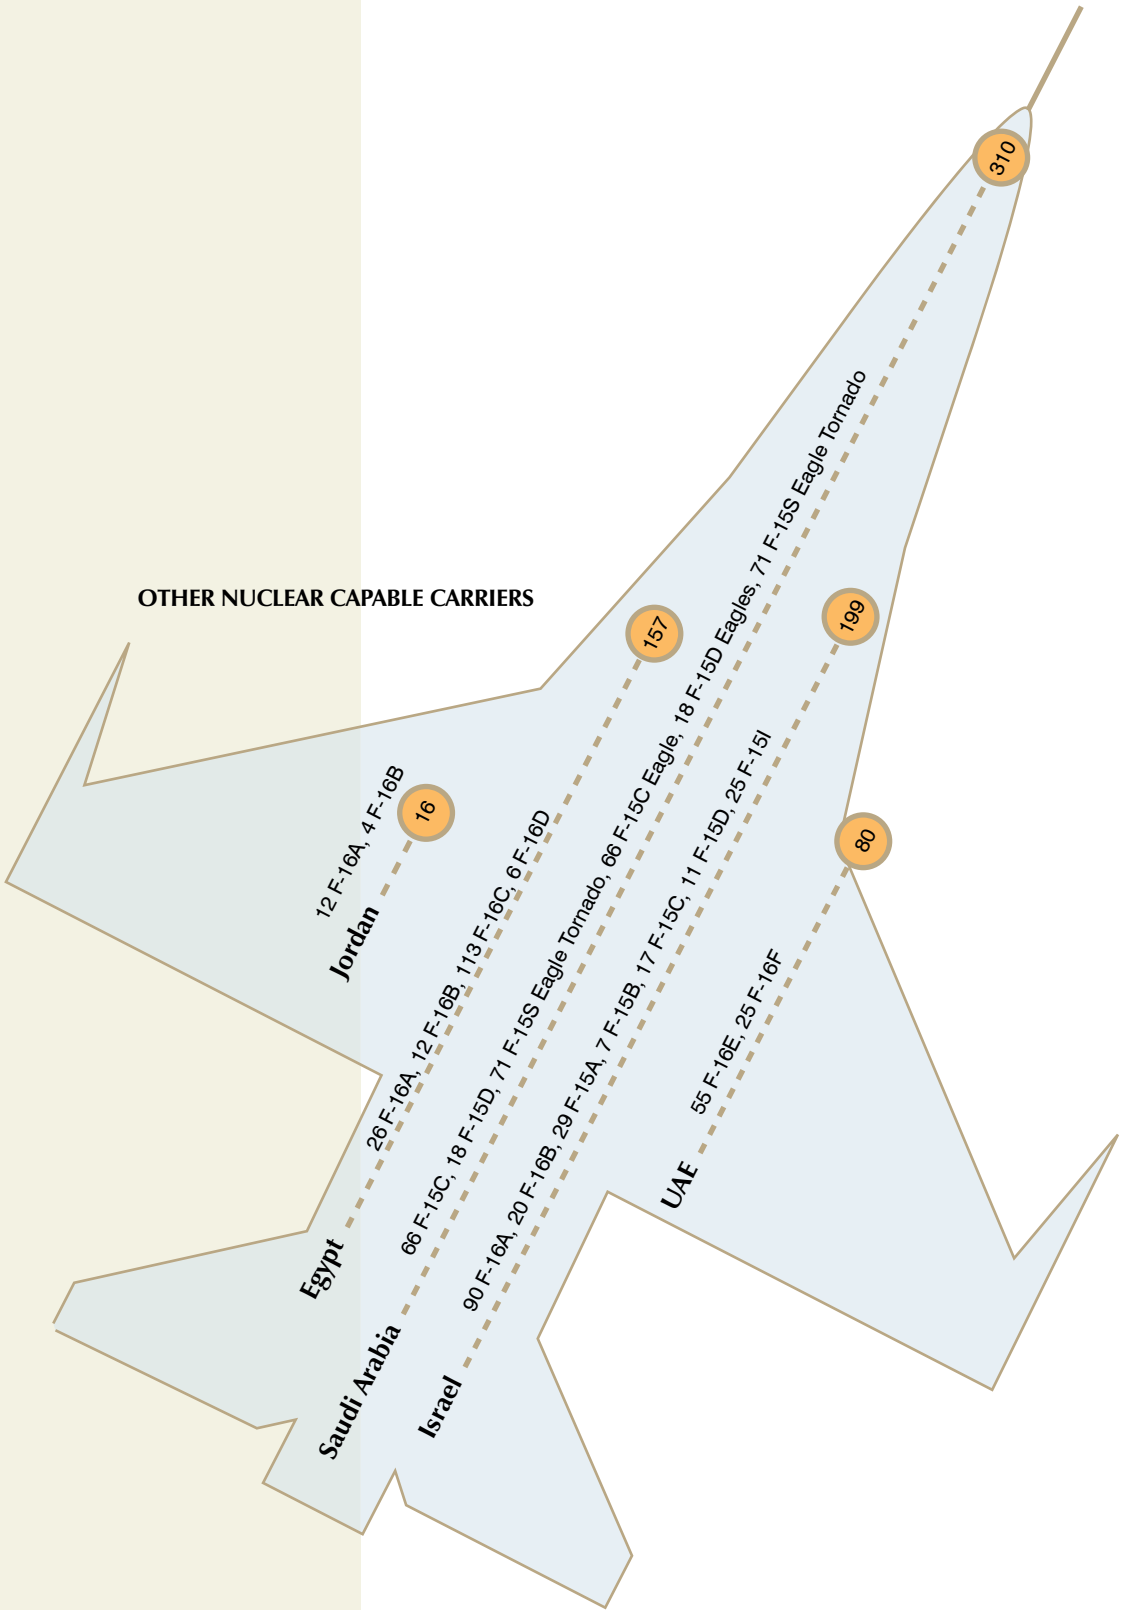 OTHER NUCLEAR CAPABLE CARRIERS
Jordan
12 F-16A, 4 F-16B
16
Egypt
26 F-16A, 12 F-16B, 113 F-16C, 6 F-16D
157
Saudi Arabia
66 F-15C, 18 F-15D, 71 F-15S Eagle Tornado, 66 F-15C Eagle, 18 F-15D Eagles, 71 F-15S Eagle Tornado
310
Israel
90 F-16A, 20 F-16B, 29 F-15A, 7 F-15B, 17 F-15C, 11 F-15D, 25 F-15I
199
UAE
55 F-16E, 25 F-16F
80